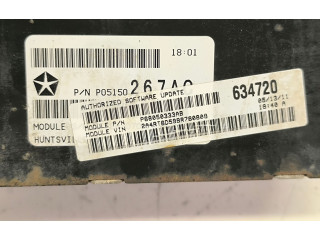 18:01
P/N P05150 267AC
AUTHORIZED SOFTWARE UPDATE
634720
MODULE P/N
MODULE VIN
05/13/11
18:40 A
MODULE
HUNTSVI